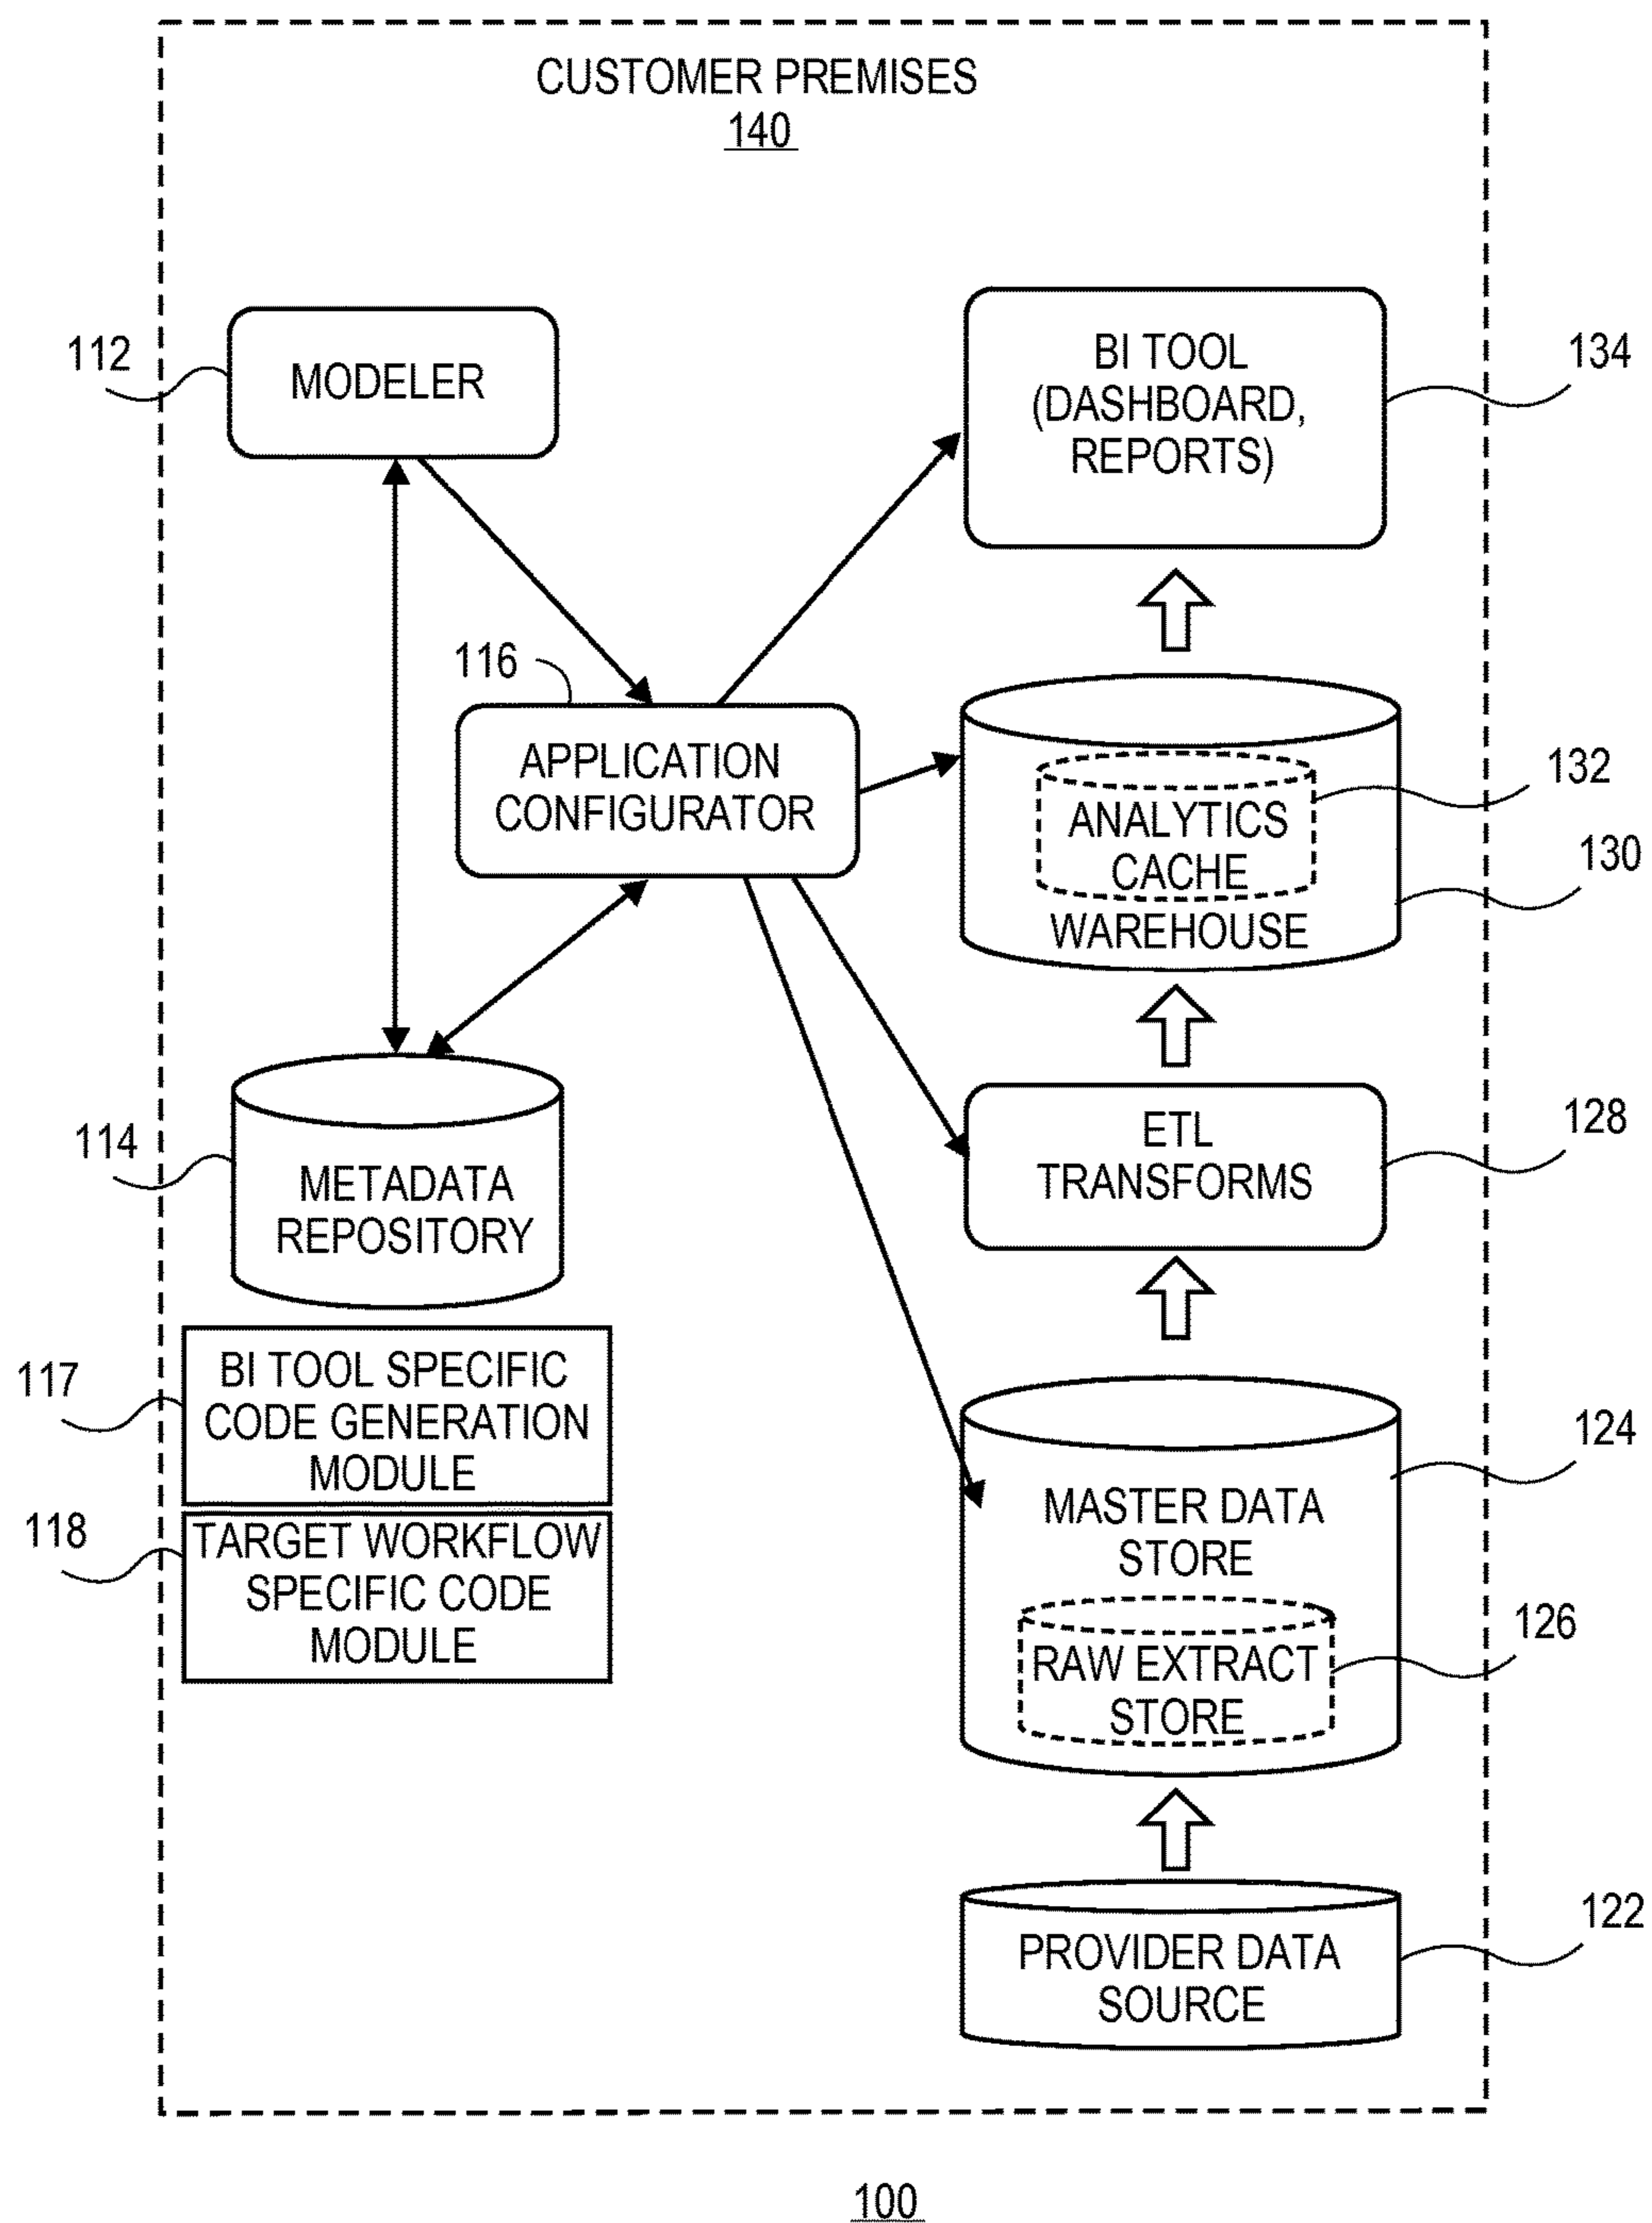 CUSTOMER PREMISES
140
112
MODELER
BI TOOL
(DASHBOARD,
REPORTS)
134
116
APPLICATION
CONFIGURATOR
ANALYTICS
CACHE
WAREHOUSE
132
130
114
METADATA
REPOSITORY
ETL
TRANSFORMS
128
117
BI TOOL SPECIFIC
CODE GENERATION
MODULE
118
TARGET WORKFLOW
SPECIFIC CODE
MODULE
MASTER DATA
STORE
124
RAW EXTRACT
STORE
126
PROVIDER DATA
SOURCE
122
100